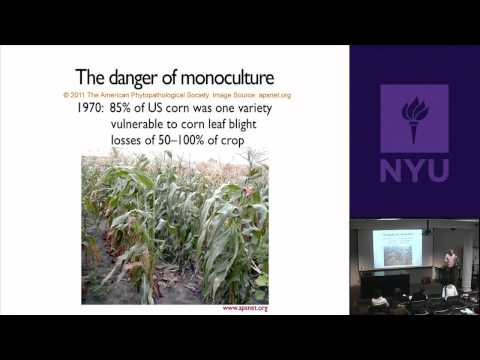 The danger of monoculture
© 2011 The American Phytopathological Society. Image Source: apsnet.org
1970: 85% of US corn was one variety
vulnerable to corn leaf blight
losses of 50–100% of crop
www.apsnet.org
NYU